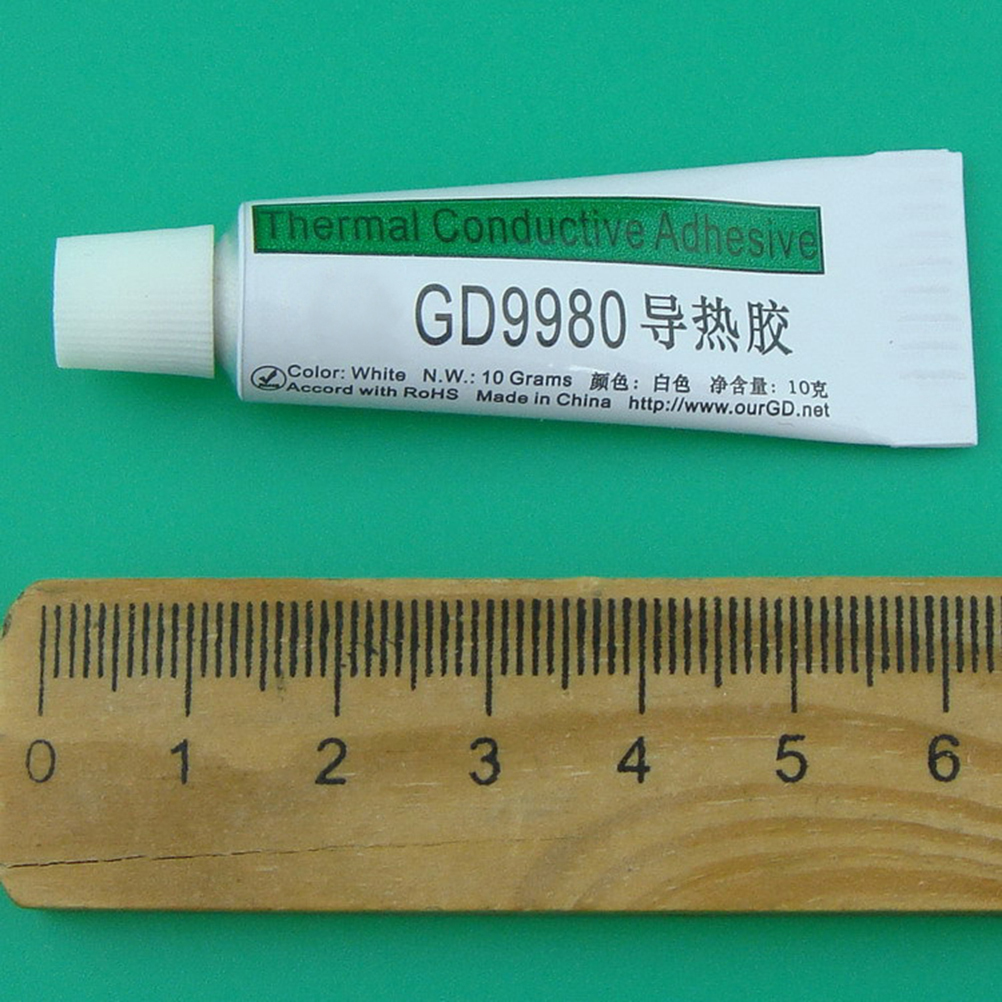 Thermal Conductive Adhesive
GD9980 导热胶
Color: White N.W.: 10 Grams 颜色: 白色 净含量: 10克
Accord with RoHS Made in China http://www.ourGD.net
0 1 2 3 4 5 6